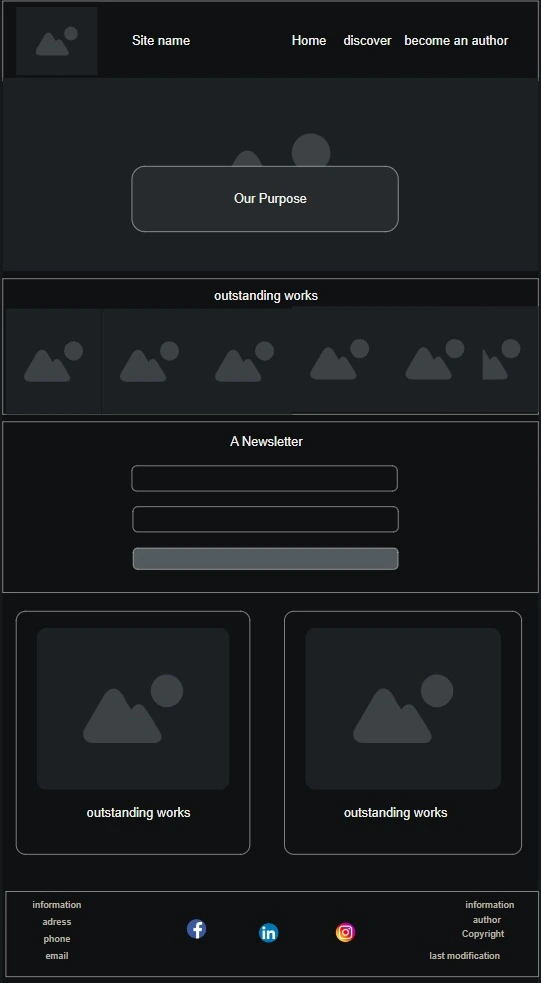 Site name
Home discover become an author
Our Purpose
outstanding works
A Newsletter
outstanding works
outstanding works
information
adress
phone
email
in
information
author
Copyright
last modification